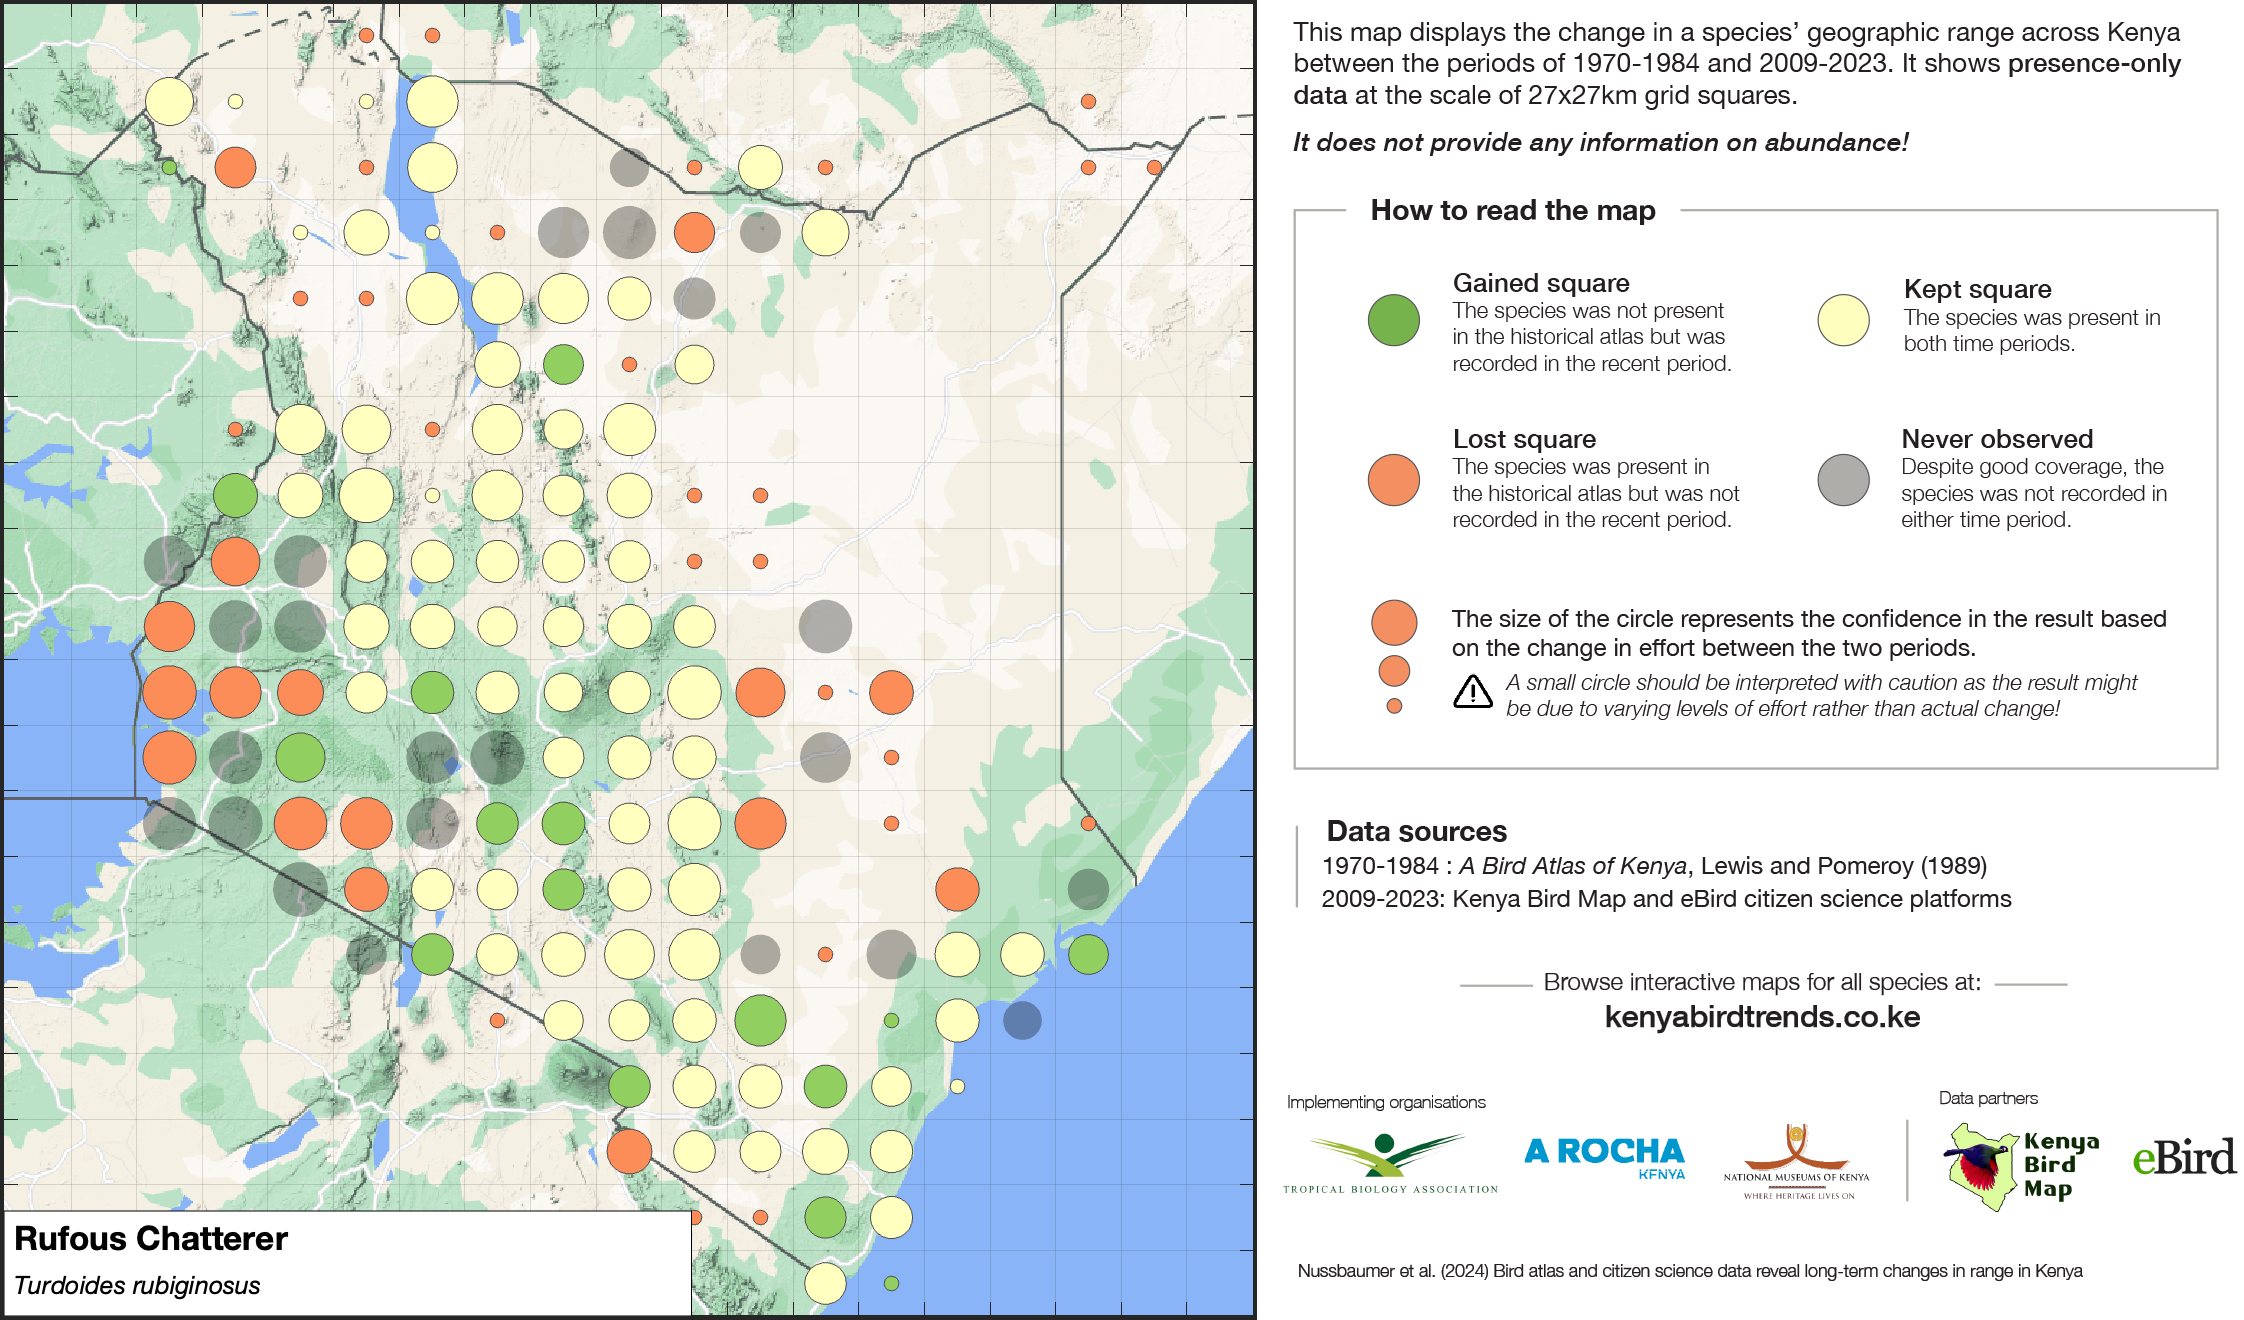 This map displays the change in a species’ geographic range across Kenya
between the periods of 1970-1984 and 2009-2023. It shows presence-only
data at the scale of 27x27km grid squares.
It does not provide any information on abundance!
How to read the map
Gained square
The species was not present
in the historical atlas but was
recorded in the recent period.
Kept square
The species was present in
both time periods.
Lost square
The species was present in
the historical atlas but was not
recorded in the recent period.
Never observed
Despite good coverage, the
species was not recorded in
either time period.
The size of the circle represents the confidence in the result based
on the change in effort between the two periods.
A small circle should be interpreted with caution as the result might
be due to varying levels of effort rather than actual change!
Data sources
1970-1984 : A Bird Atlas of Kenya, Lewis and Pomeroy (1989)
2009-2023: Kenya Bird Map and eBird citizen science platforms
Browse interactive maps for all species at:
kenyabirdtrends.co.ke
Implementing organisations
Data partners
TROPICAL BIOLOGY ASSOCIATION
A ROCHA
KENYA
NATIONAL MUSEUMS OF KENYA
WHERE HERITAGE LIVES ON
Kenya
Bird
Map
eBird
Rufous Chatterer
Turdoides rubiginosus
Nussbaumer et al. (2024) Bird atlas and citizen science data reveal long-term changes in range in Kenya